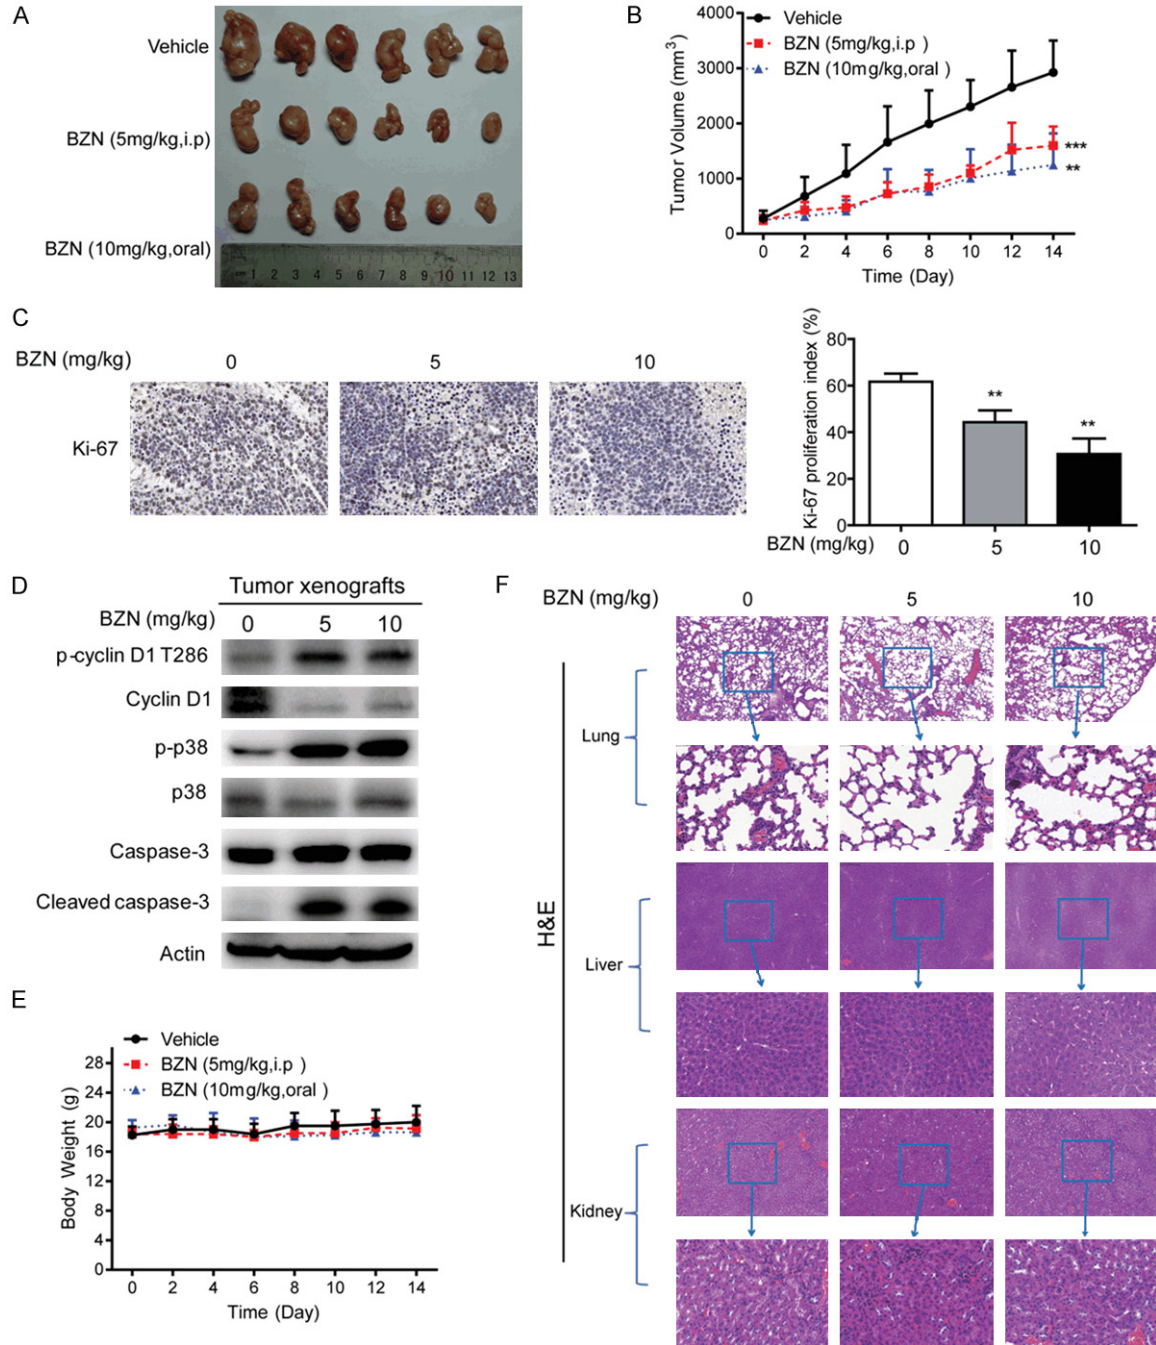 A
Vehicle
BZN (5mg/kg,i.p)
BZN (10mg/kg,oral)
cm 1 2 3 4 5 6 7 8 9 10 11 12 13
B
Vehicle
BZN (5mg/kg,i.p )
BZN (10mg/kg,oral )
Tumor Volume (mm³)
4000
3000
2000
1000
0
***
**
0 2 4 6 8 10 12 14
Time (Day)
C
BZN (mg/kg) 0 5 10
Ki-67
Ki-67 proliferation index (%)
80
60
40
20
0
** **
BZN (mg/kg) 0 5 10
D
Tumor xenografts
BZN (mg/kg) 0 5 10
p-cyclin D1 T286
Cyclin D1
p-p38
p38
Caspase-3
Cleaved caspase-3
Actin
E
Vehicle
BZN (5mg/kg,i.p )
BZN (10mg/kg,oral )
Body Weight (g)
28
24
20
16
12
8
4
0
0 2 4 6 8 10 12 14
Time (Day)
F
BZN (mg/kg) 0 5 10
H&E
Lung
Liver
Kidney